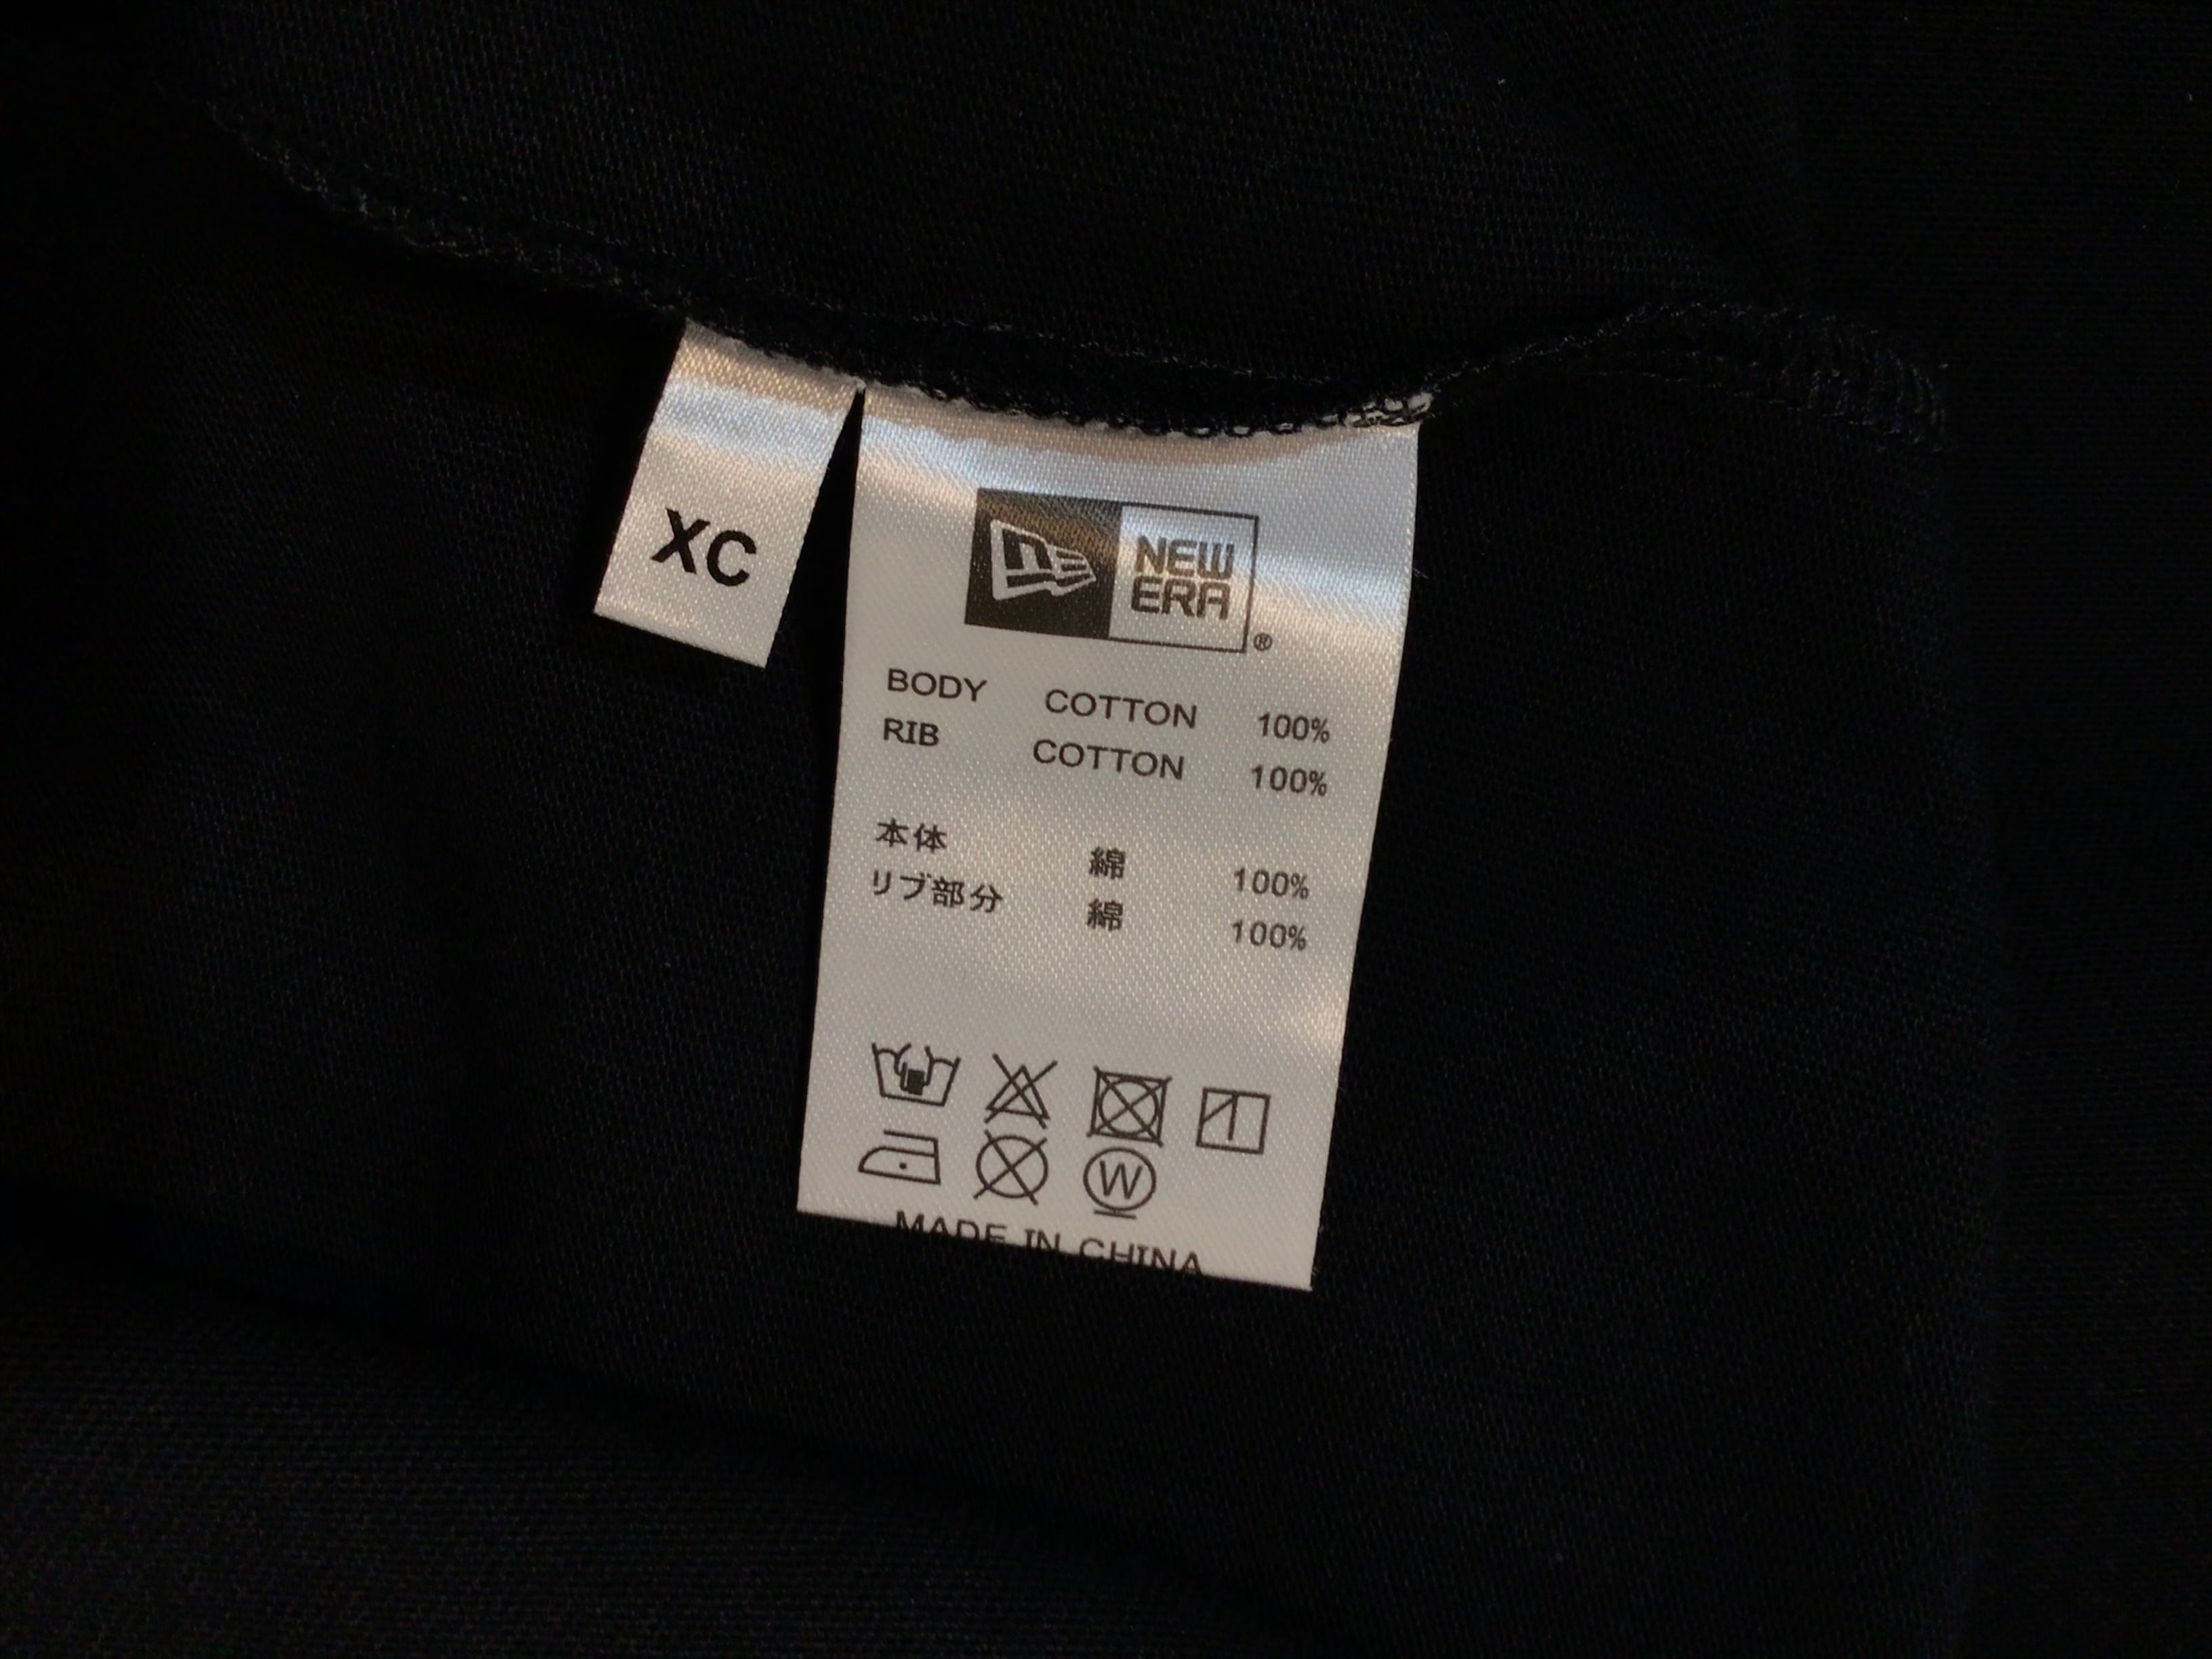 XC
NEW
ERA
®
BODY COTTON 100%
RIB COTTON 100%
本体 綿 100%
リブ部分 綿 100%
W
MADE IN CHINA